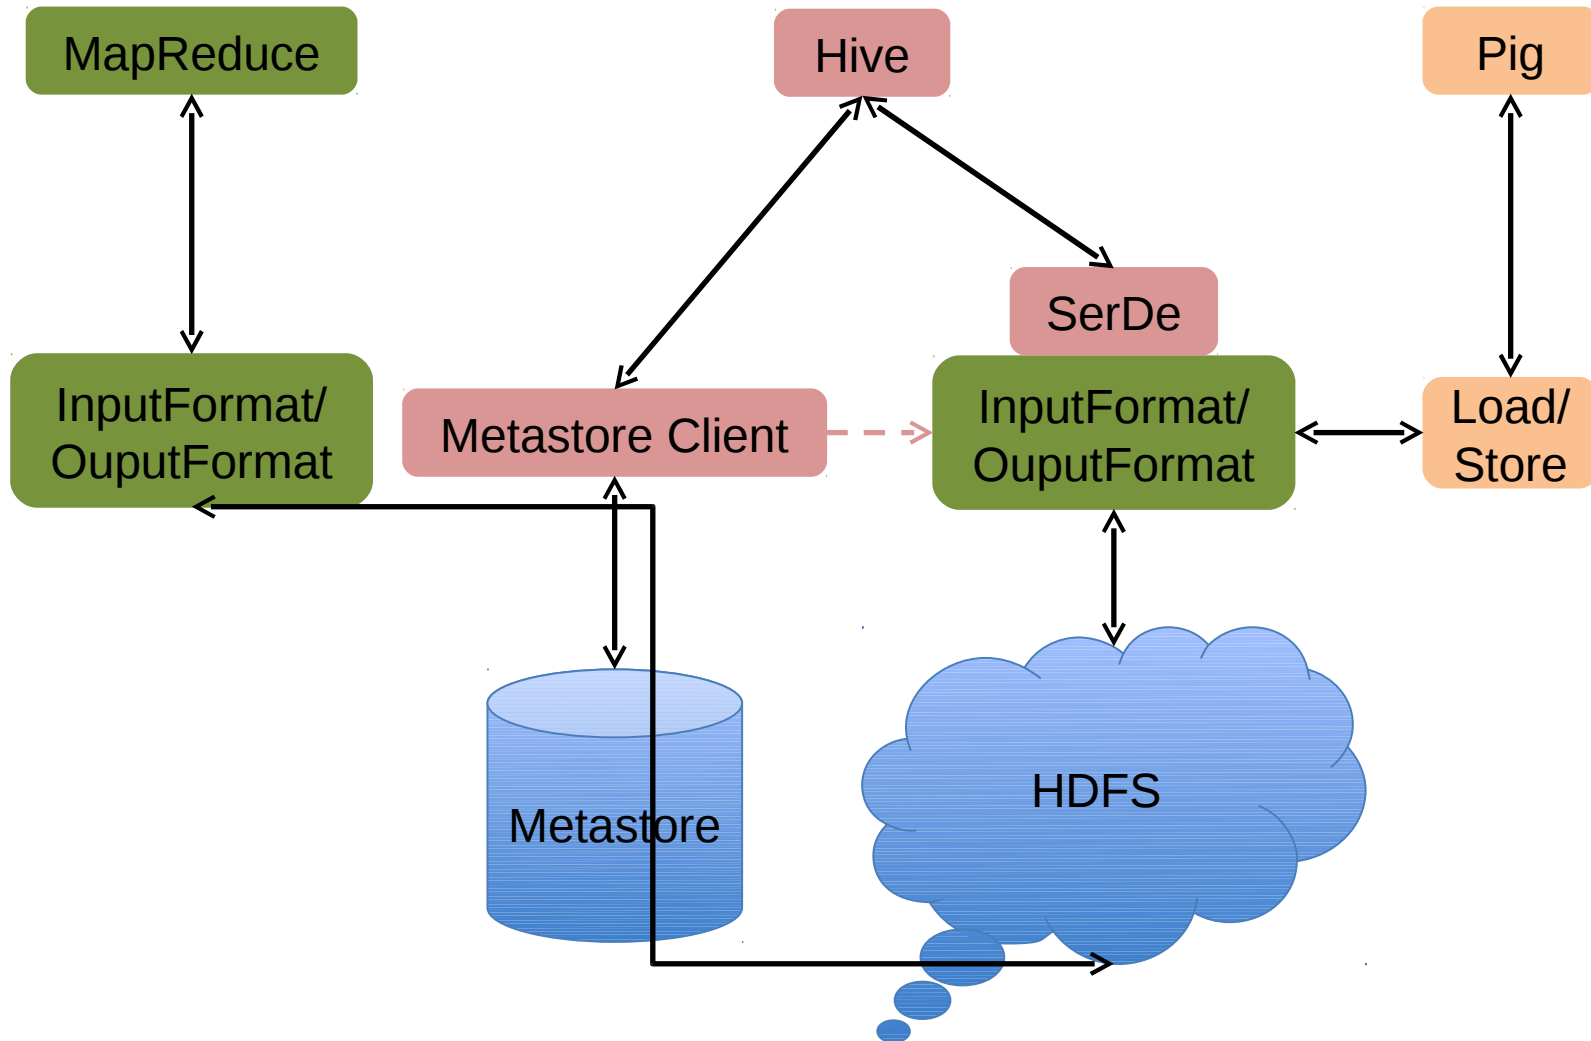 MapReduce
Hive
Pig
SerDe
InputFormat/
OuputFormat
Metastore Client
InputFormat/
OuputFormat
Load/
Store
Metastore
HDFS